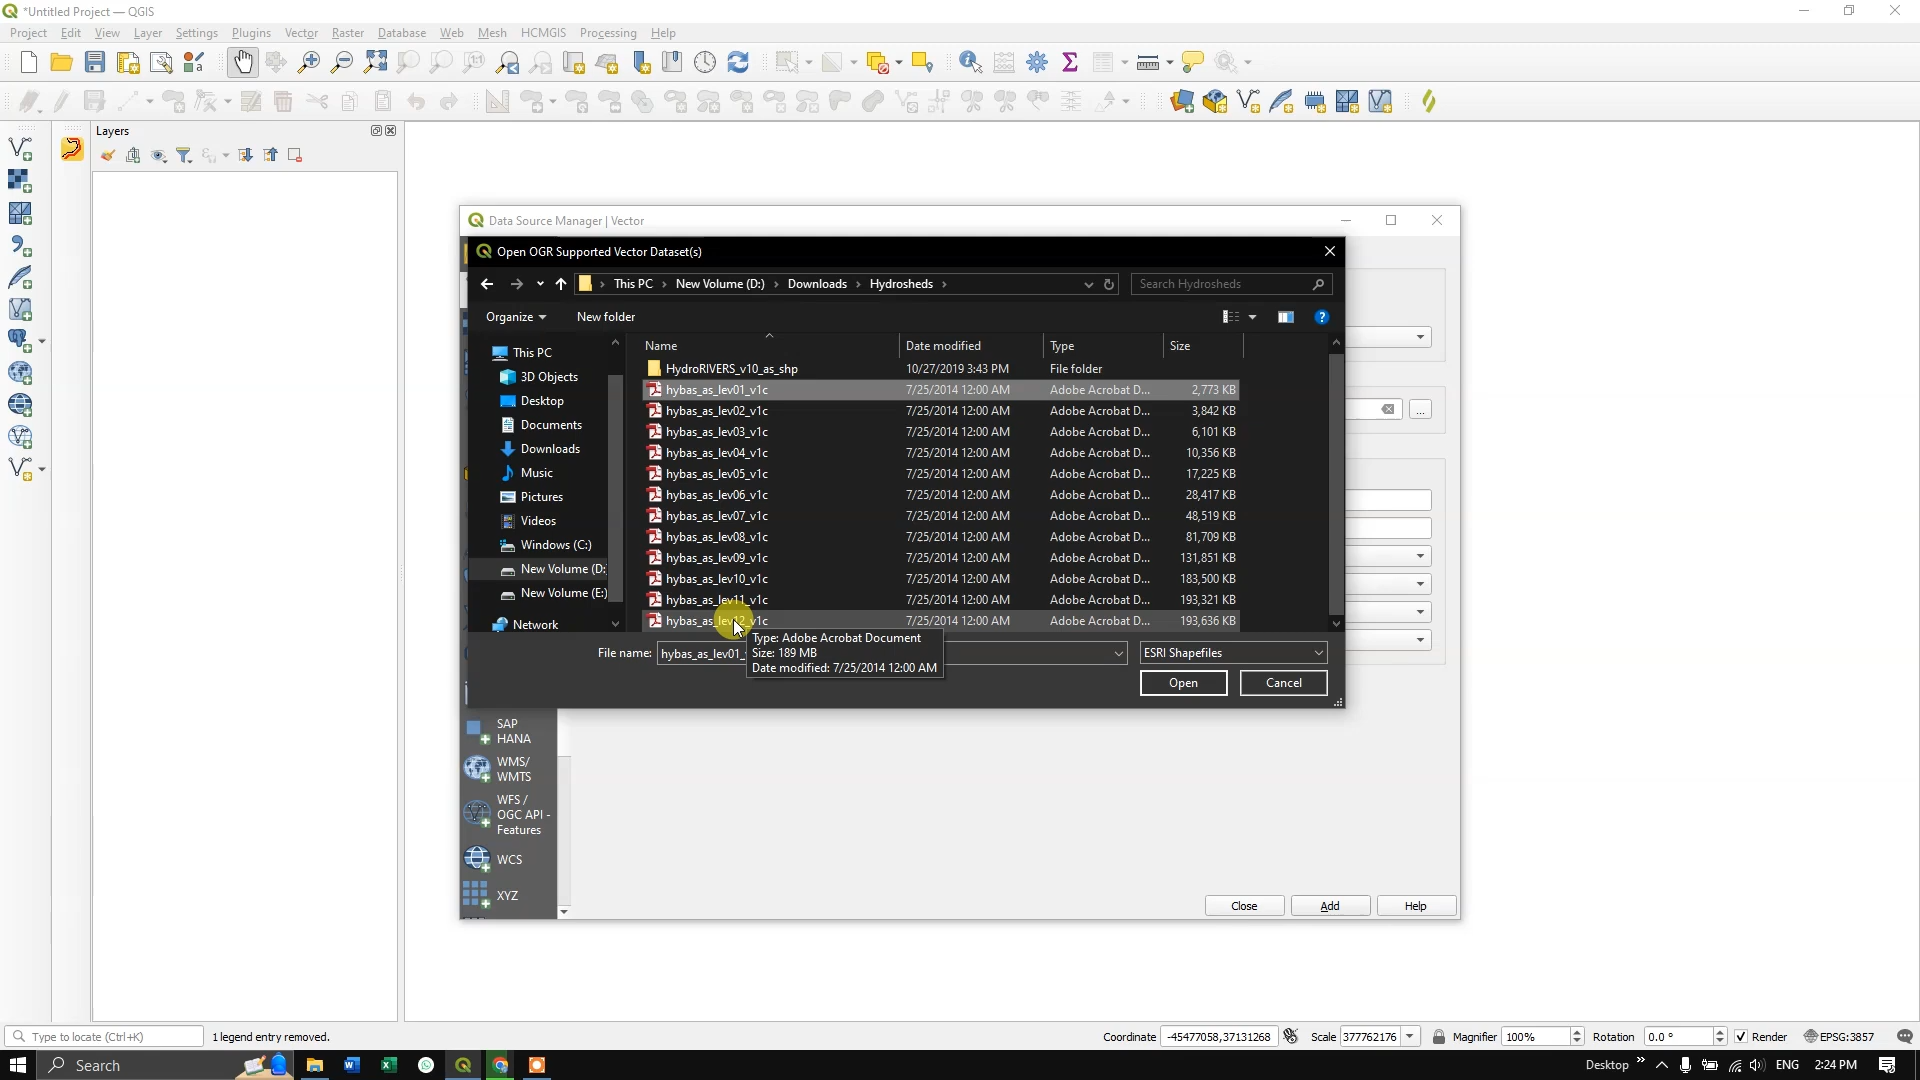 *Untitled Project — QGIS
Project Edit View Layer Settings Plugins Vector Raster Database Web Mesh HCMGIS Processing Help
Layers
Data Source Manager | Vector
Open OGR Supported Vector Dataset(s)
This PC › New Volume (D:) › Downloads › Hydrosheds ›
Search Hydrosheds
Organize New folder
This PC
3D Objects
Desktop
Documents
Downloads
Music
Pictures
Videos
Windows (C:)
New Volume (D:
New Volume (E:)
Network
Name Date modified Type Size
HydroRIVERS_v10_as_shp 10/27/2019 3:43 PM File folder
hybas_as_lev01_v1c 7/25/2014 12:00 AM Adobe Acrobat D... 2,773 KB
hybas_as_lev02_v1c 7/25/2014 12:00 AM Adobe Acrobat D... 3,842 KB
hybas_as_lev03_v1c 7/25/2014 12:00 AM Adobe Acrobat D... 6,101 KB
hybas_as_lev04_v1c 7/25/2014 12:00 AM Adobe Acrobat D... 10,356 KB
hybas_as_lev05_v1c 7/25/2014 12:00 AM Adobe Acrobat D... 17,225 KB
hybas_as_lev06_v1c 7/25/2014 12:00 AM Adobe Acrobat D... 28,417 KB
hybas_as_lev07_v1c 7/25/2014 12:00 AM Adobe Acrobat D... 48,519 KB
hybas_as_lev08_v1c 7/25/2014 12:00 AM Adobe Acrobat D... 81,709 KB
hybas_as_lev09_v1c 7/25/2014 12:00 AM Adobe Acrobat D... 131,851 KB
hybas_as_lev10_v1c 7/25/2014 12:00 AM Adobe Acrobat D... 183,500 KB
hybas_as_lev11_v1c 7/25/2014 12:00 AM Adobe Acrobat D... 193,321 KB
hybas_as_lev12_v1c 7/25/2014 12:00 AM Adobe Acrobat D... 193,636 KB
Type: Adobe Acrobat Document
Size: 189 MB
Date modified: 7/25/2014 12:00 AM
File name: hybas_as_lev01_
ESRI Shapefiles
Open Cancel
...
SAP
HANA
WMS/
WMTS
WFS /
OGC API -
Features
WCS
XYZ
Close Add Help
Type to locate (Ctrl+K) 1 legend entry removed.
Coordinate -45477058,37131268 Scale 377762176 Magnifier 100% Rotation 0.0 ° Render EPSG:3857
Search
Desktop » ENG 2:24 PM